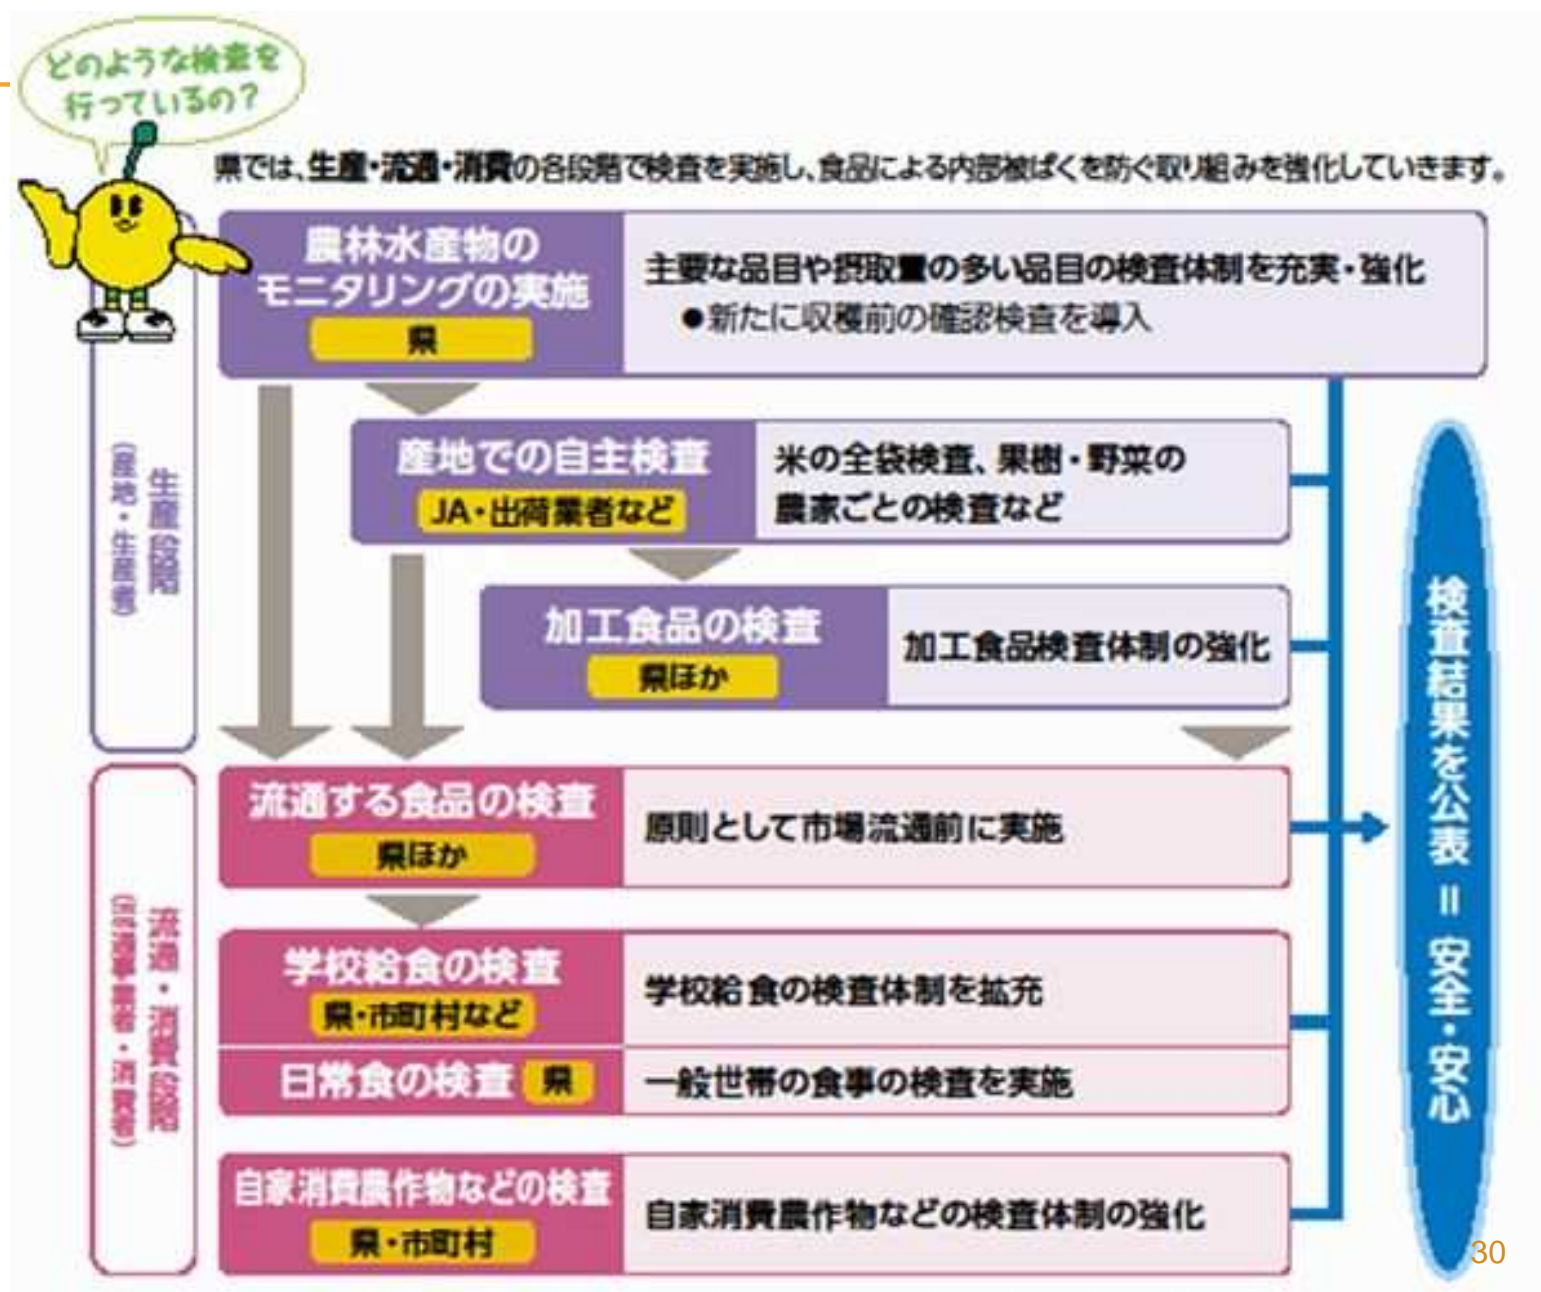 どのような検査を
行っているの?
県では、生産・流通・消費の各段階で検査を実施し、食品による内部被ばくを防ぐ取り組みを強化していきます。
生産段階
(産地・生産者)
農林水産物の
モニタリングの実施
県
主要な品目や摂取量の多い品目の検査体制を充実・強化
●新たに収穫前の確認検査を導入
産地での自主検査
JA・出荷業者など
米の全袋検査、果樹・野菜の
農家ごとの検査など
加工食品の検査
県ほか
加工食品検査体制の強化
流通・消費段階
(流通事業者・消費者)
流通する食品の検査
県ほか
原則として市場流通前に実施
学校給食の検査
県・市町村など
学校給食の検査体制を拡充
日常食の検査 県
一般世帯の食事の検査を実施
自家消費農作物などの検査
県・市町村
自家消費農作物などの検査体制の強化
検査結果を公表=安全・安心
30